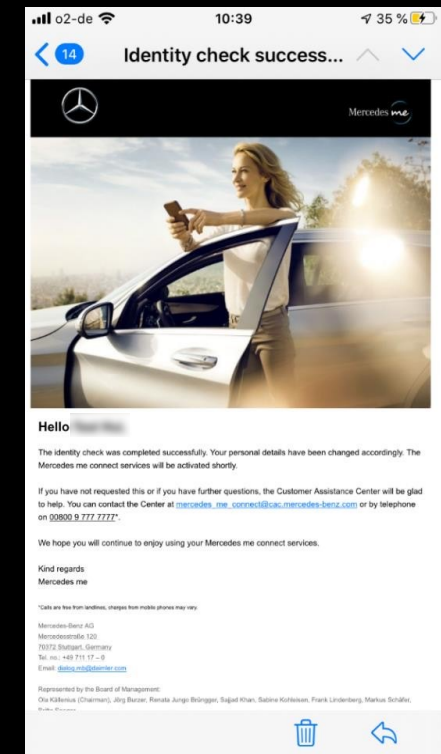 o2-de 10:39 35 %
14 Identity check success...
Mercedes me
Hello
The identity check was completed successfully. Your personal details have been changed accordingly. The
Mercedes me connect services will be activated shortly.
If you have not requested this or if you have further questions, the Customer Assistance Center will be glad
to help. You can contact the Center at mercedes_me_connect@cac.mercedes-benz.com or by telephone
on 00800 9 777 7777*.
We hope you will continue to enjoy using your Mercedes me connect services.
Kind regards
Mercedes me
*Calls are free from landlines, charges from mobile phones may vary.
Mercedes-Benz AG
Mercedesstraße 120
70372 Stuttgart, Germany
Tel. no.: +49 711 17 – 0
Email: dialog.mb@daimler.com
Represented by the Board of Management:
Ola Källenius (Chairman), Jörg Burzer, Renata Jungo Brüngger, Sajjad Khan, Sabine Kohleisen, Frank Lindenberg, Markus Schäfer,